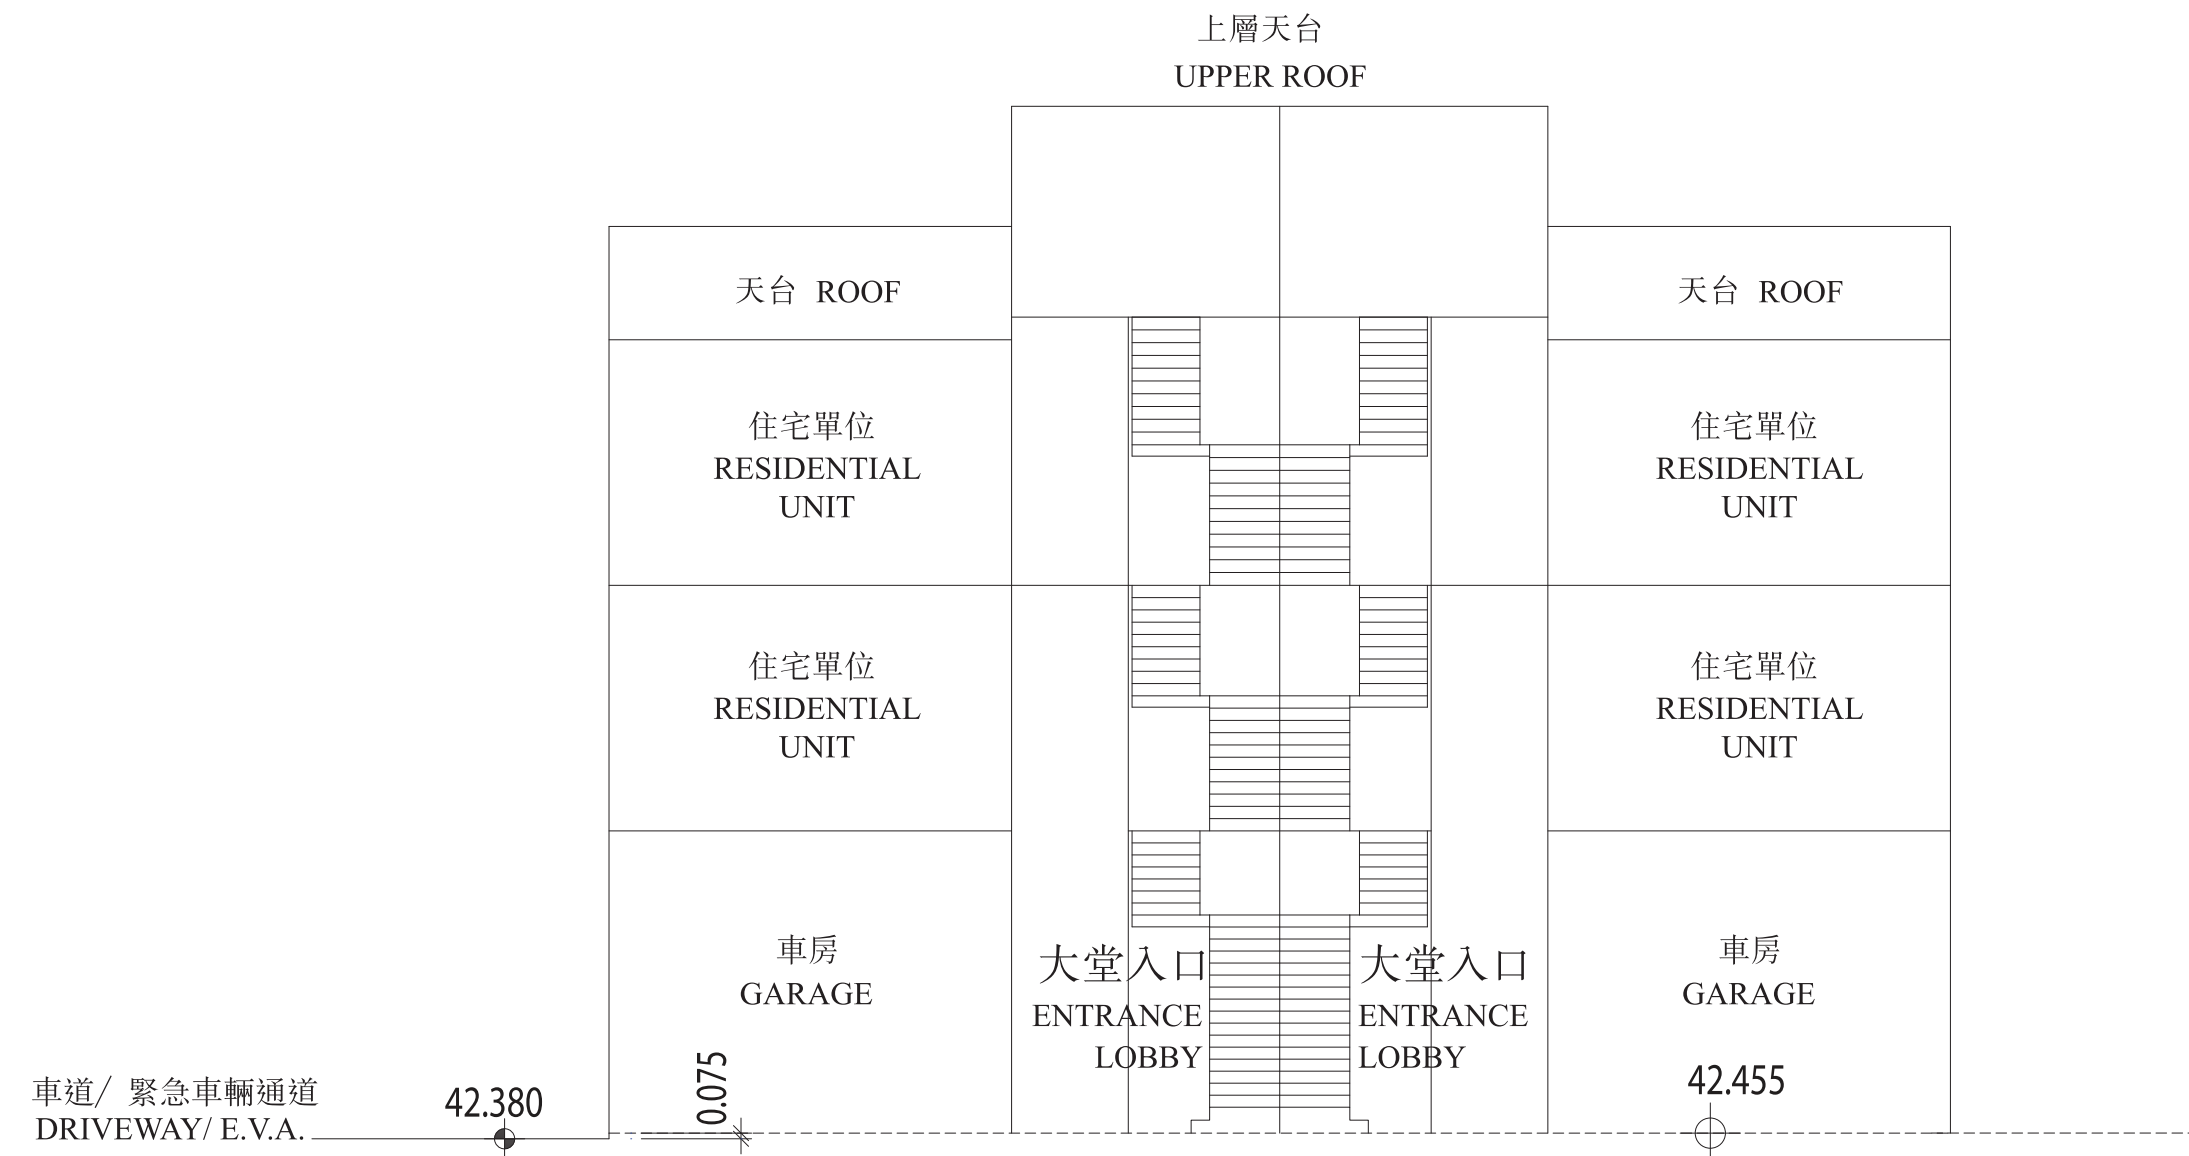 上層天台
UPPER ROOF
天台 ROOF
天台 ROOF
住宅單位
RESIDENTIAL
UNIT
住宅單位
RESIDENTIAL
UNIT
住宅單位
RESIDENTIAL
UNIT
住宅單位
RESIDENTIAL
UNIT
車房
GARAGE
大堂入口
ENTRANCE
LOBBY
大堂入口
ENTRANCE
LOBBY
車房
GARAGE
車道/ 緊急車輛通道
DRIVEWAY/ E.V.A.
42.380
0.075
42.455